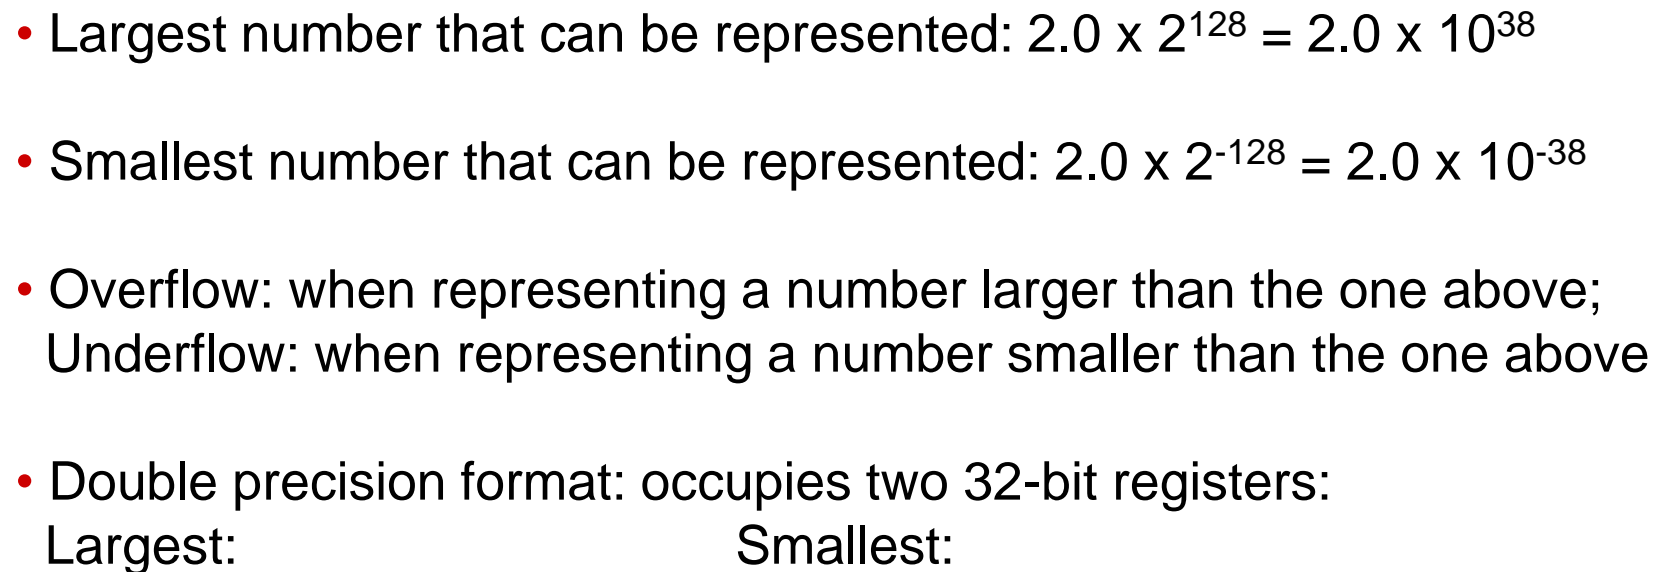 • Largest number that can be represented: 2.0 x 2¹²⁸ = 2.0 x 10³⁸
• Smallest number that can be represented: 2.0 x 2⁻¹²⁸ = 2.0 x 10⁻³⁸
• Overflow: when representing a number larger than the one above;
Underflow: when representing a number smaller than the one above
• Double precision format: occupies two 32-bit registers:
Largest: Smallest: